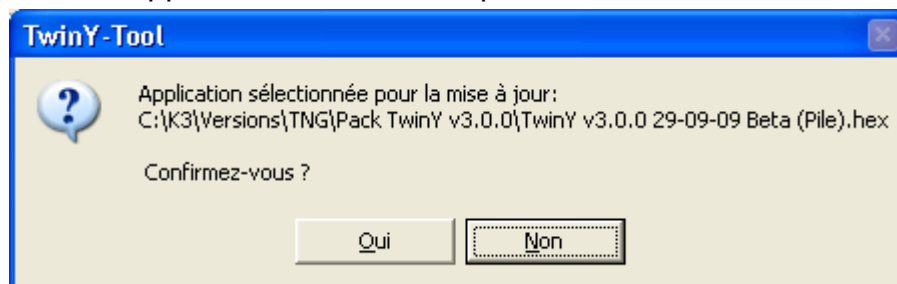 TwinY-Tool
Application sélectionnée pour la mise à jour:
C:\K3\Versions\TNG\Pack TwinY v3.0.0\TwinY v3.0.0 29-09-09 Beta (Pile).hex
Confirmez-vous ?
Oui
Non